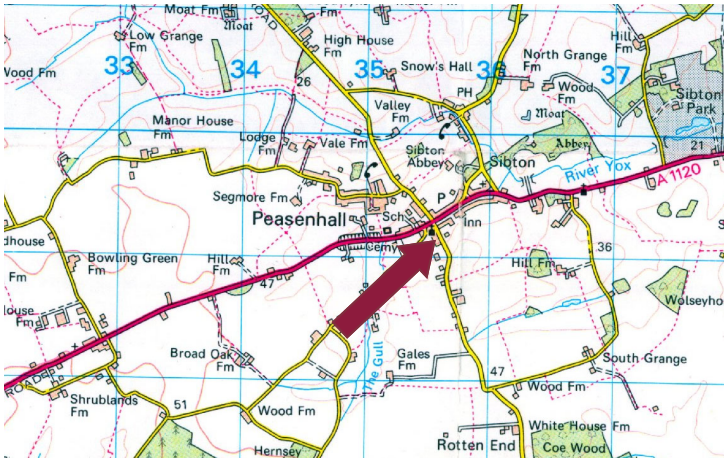 Moat Fm
Moat
ROAD
Fm
Low Grange
Fm
High House
Fm
Hill
Fm
North Grange
Fm
Wood Fm
33
34
35
36
37
Snow's Hall
26
PH
Wood
Fm
Sibton
Park
Valley
Fm
Moat
Manor House
Fm
Lodge
Fm
Vale Fm
Sibton
Abbey
Abbey
21
Sibton
River Yox
A 1120
Segmore Fm
P
Peasenhall
Sch
Inn
Cemy
dhouse
Fm
Bowling Green
Fm
Hill
Fm
47
36
Hill Fm
Wolseyho
ouse
Fm
Broad Oak
Fm
The Gull
Gales
Fm
South Grange
47
ROAD
Shrublands
Fm
51
Wood Fm
Wood Fm
White House Fm
Hernsey
Rotten End
Coe Wood